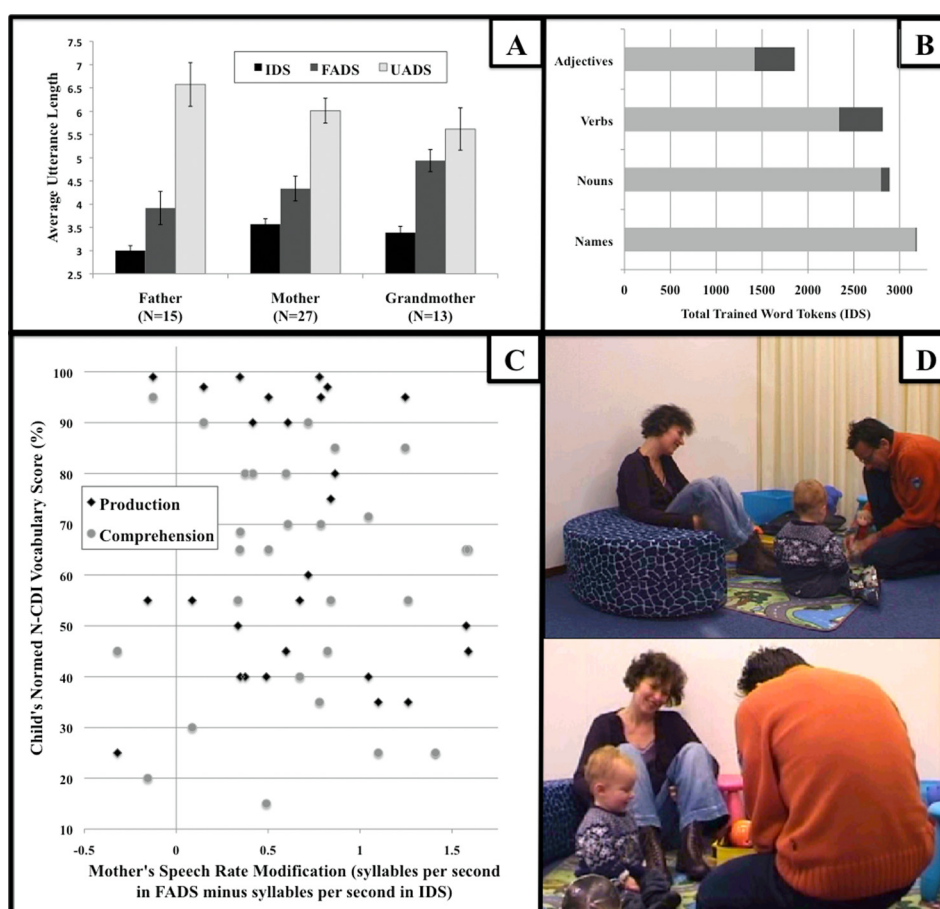 A
IDS FADS UADS
Average Utterance Length
7.5
7
6.5
6
5.5
5
4.5
4
3.5
3
2.5
Father
(N=15)
Mother
(N=27)
Grandmother
(N=13)
B
Adjectives
Verbs
Nouns
Names
0 500 1000 1500 2000 2500 3000
Total Trained Word Tokens (IDS)
C
Child's Normed N-CDI Vocabulary Score (%)
100
90
80
70
60
50
40
30
20
10
Production
Comprehension
-0.5 0 0.5 1 1.5
Mother's Speech Rate Modification (syllables per second
in FADS minus syllables per second in IDS)
D